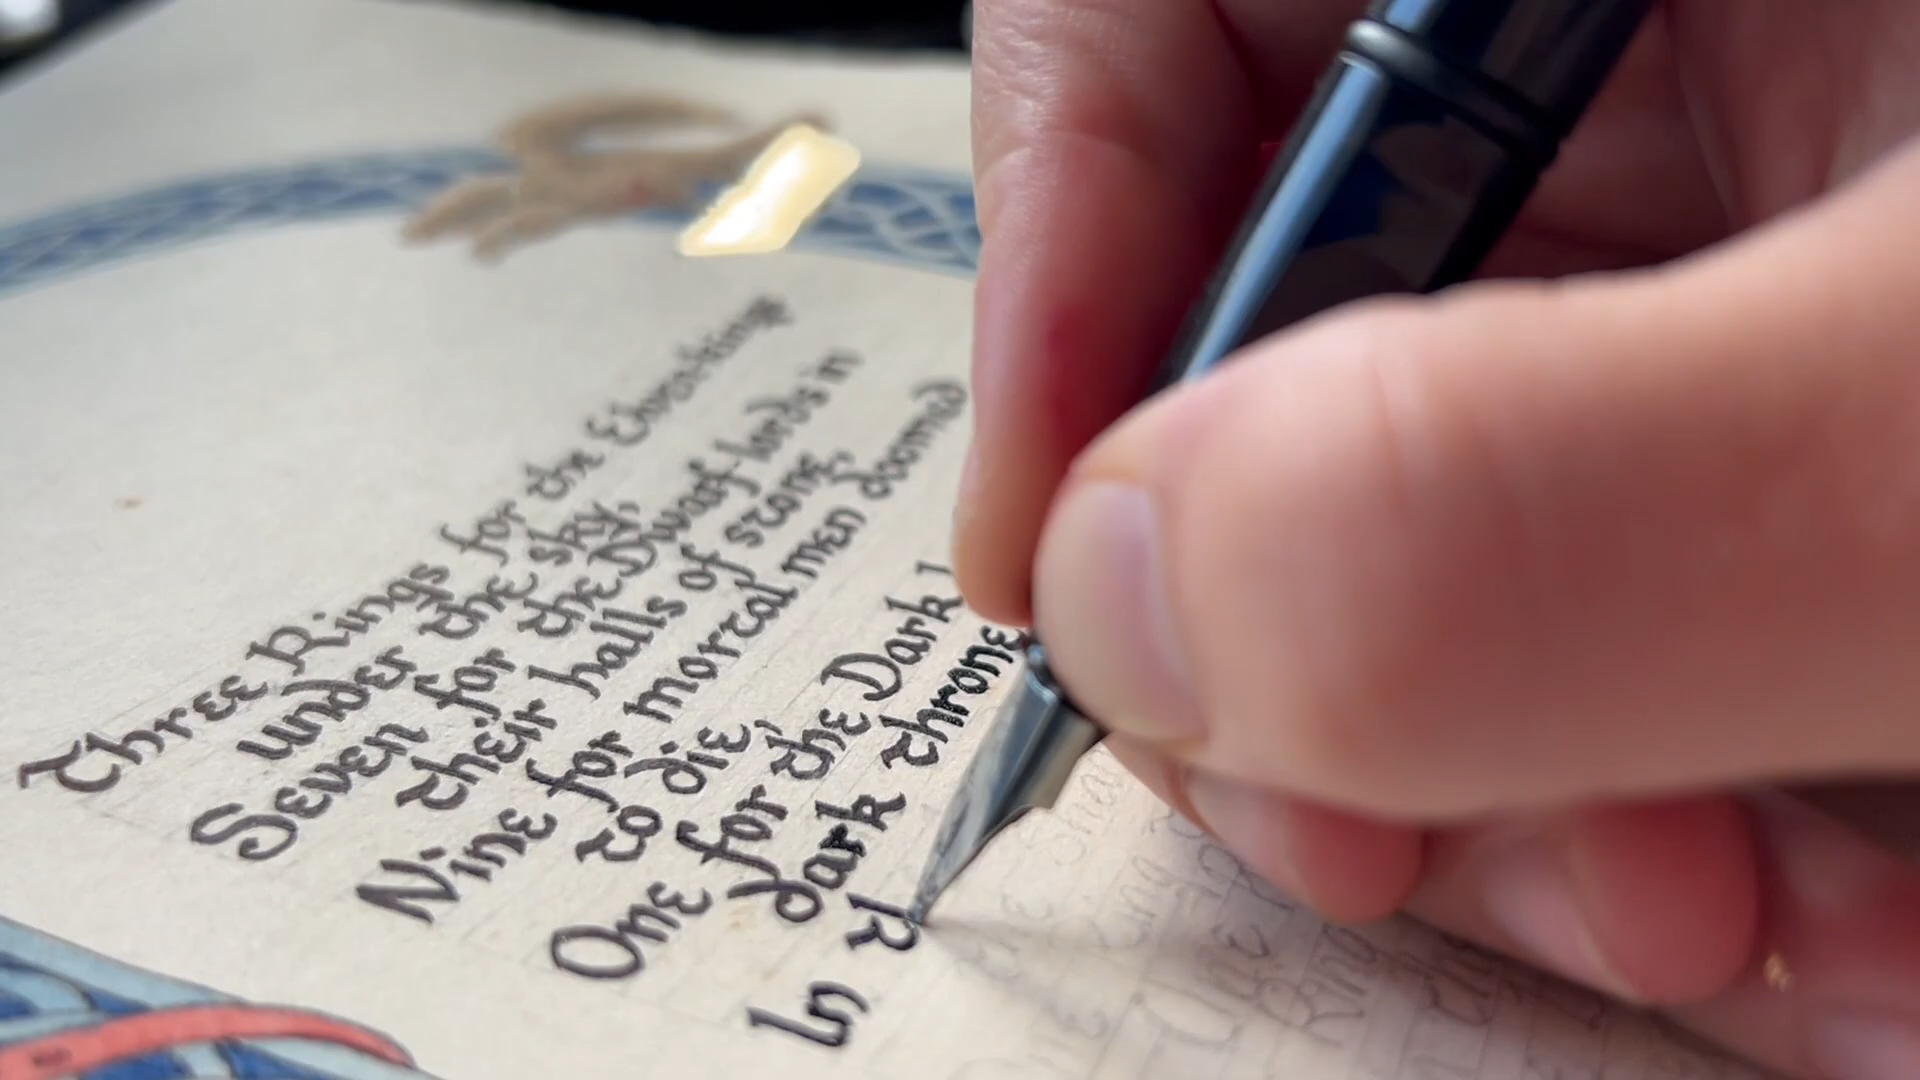 Three Rings for the Elven-kings
under the sky,
Seven for the Dwarf-lords in
their halls of stone,
Nine for mortal men doomed
to die,
One for the Dark
dark throne
In